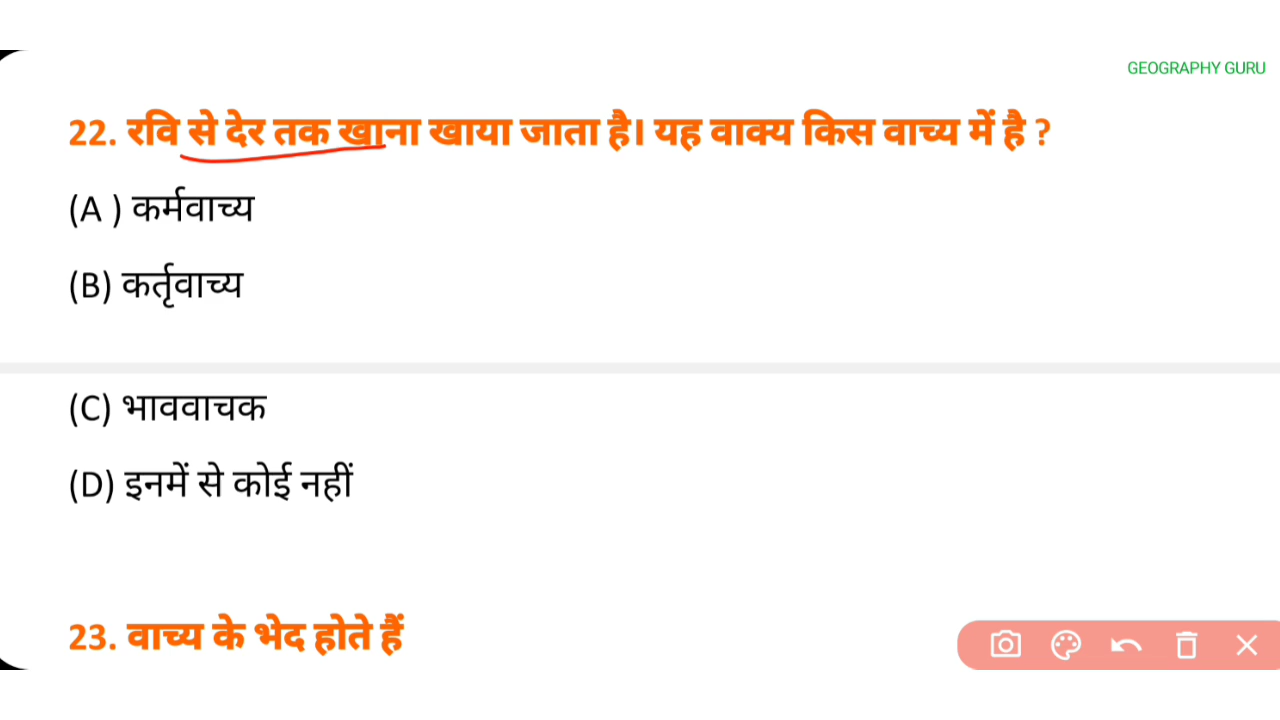 GEOGRAPHY GURU
22. रवि से देर तक खाना खाया जाता है। यह वाक्य किस वाच्य में है ?
(A ) कर्मवाच्य
(B) कर्तृवाच्य
(C) भाववाचक
(D) इनमें से कोई नहीं
23. वाच्य के भेद होते हैं